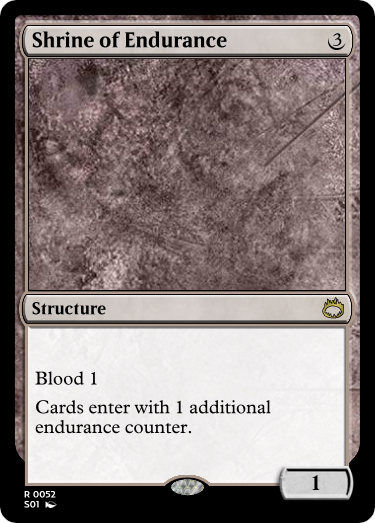 Shrine of Endurance 3
Structure
Blood 1
Cards enter with 1 additional
endurance counter.
1
R 0052
S01